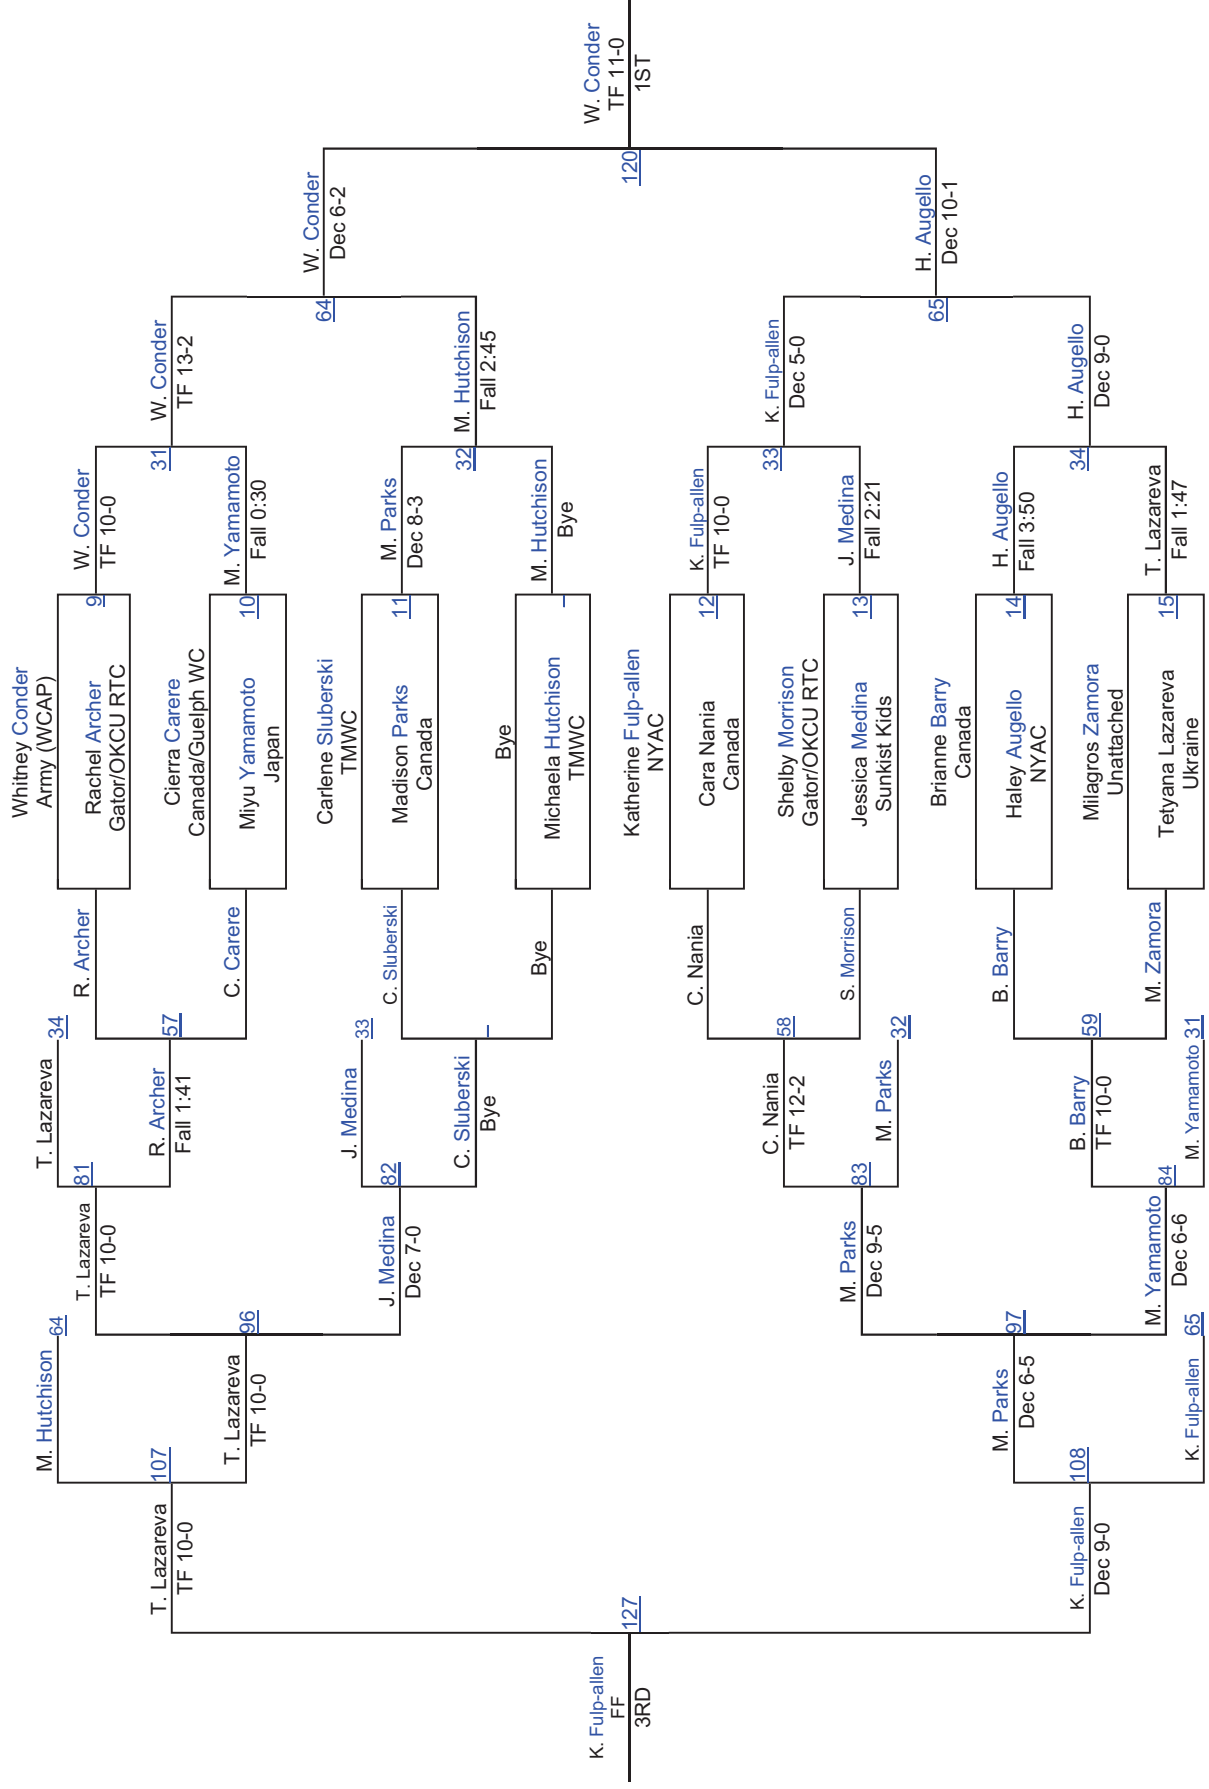 W. Conder
TF 11-0
1ST
120
W. Conder
Dec 6-2
H. Augello
Dec 10-1
64
65
W. Conder
TF 13-2
M. Hutchison
Fall 2:45
K. Fulp-allen
Dec 5-0
H. Augello
Dec 9-0
31
32
33
34
W. Conder
TF 10-0
M. Yamamoto
Fall 0:30
M. Parks
Dec 8-3
M. Hutchison
Bye
K. Fulp-allen
TF 10-0
J. Medina
Fall 2:21
H. Augello
Fall 3:50
T. Lazareva
Fall 1:47
Whitney Conder
Army (WCAP)
9
Rachel Archer
Gator/OKCU RTC
Cierra Carere
Canada/Guelph WC
10
Miyu Yamamoto
Japan
Carlene Sluberski
TMWC
11
Madison Parks
Canada
Bye
Michaela Hutchison
TMWC
Katherine Fulp-allen
NYAC
12
Cara Nania
Canada
Shelby Morrison
Gator/OKCU RTC
13
Jessica Medina
Sunkist Kids
Brianne Barry
Canada
14
Haley Augello
NYAC
Milagros Zamora
Unattached
15
Tetyana Lazareva
Ukraine
R. Archer
C. Carere
C. Sluberski
Bye
C. Nania
S. Morrison
B. Barry
M. Zamora
34
57
33
58
32
59
31
T. Lazareva
R. Archer
Fall 1:41
J. Medina
C. Sluberski
Bye
C. Nania
TF 12-2
M. Parks
B. Barry
TF 10-0
M. Yamamoto
81
82
83
84
T. Lazareva
TF 10-0
J. Medina
Dec 7-0
M. Parks
Dec 9-5
M. Yamamoto
Dec 6-6
64
96
97
65
M. Hutchison
T. Lazareva
TF 10-0
M. Parks
Dec 6-5
K. Fulp-allen
107
108
T. Lazareva
TF 10-0
K. Fulp-allen
Dec 9-0
127
K. Fulp-allen
FF
3RD